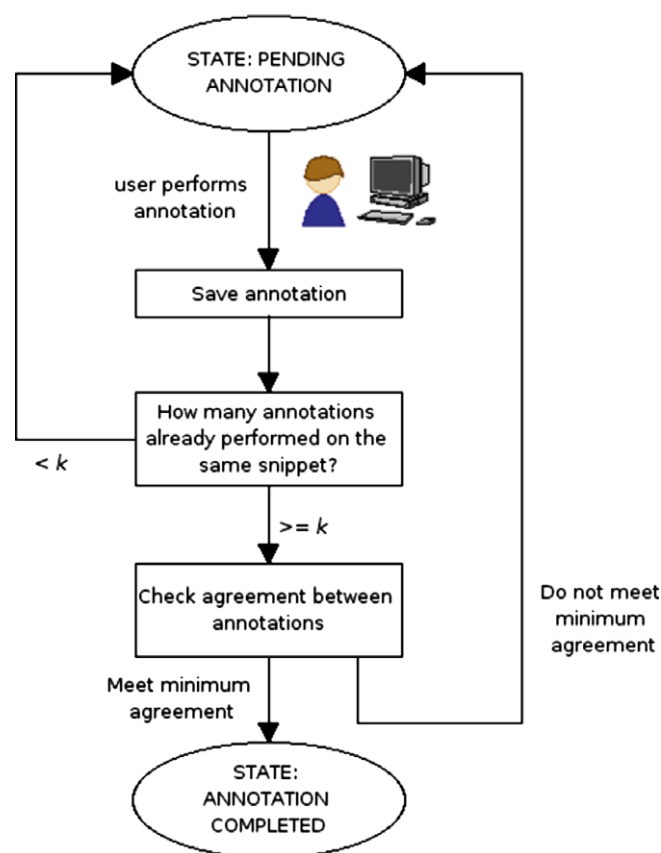 STATE: PENDING
ANNOTATION
user performs
annotation
Save annotation
How many annotations
already performed on the
same snippet?
< k
>= k
Check agreement between
annotations
Do not meet
minimum
agreement
Meet minimum
agreement
STATE:
ANNOTATION
COMPLETED